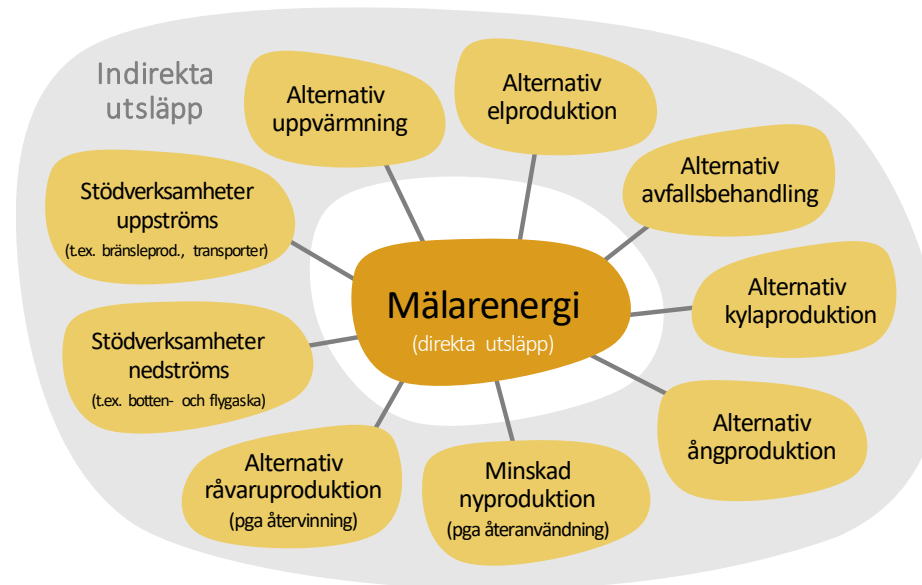 Indirekta
utsläpp
Alternativ
uppvärmning
Alternativ
elproduktion
Alternativ
avfallsbehandling
Stödverksamheter
uppströms
(t.ex. bränsleprod., transporter)
Mälarenergi
(direkta utsläpp)
Alternativ
kylaproduktion
Stödverksamheter
nedströms
(t.ex. botten- och flygaska)
Alternativ
ångproduktion
Alternativ
råvaruproduktion
(pga återvinning)
Minskad
nyproduktion
(pga återanvändning)